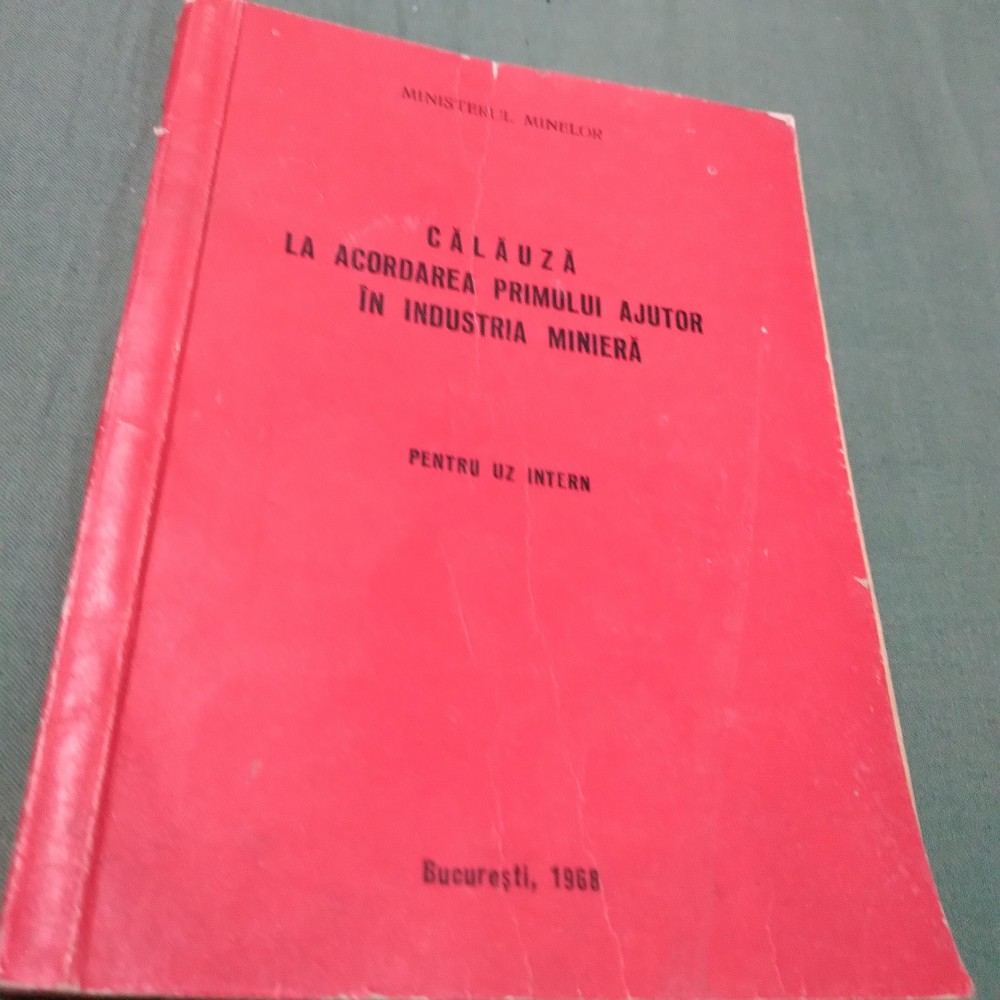 MINISTERUL MINELOR
CĂLĂUZĂ
LA ACORDAREA PRIMULUI AJUTOR
ÎN INDUSTRIA MINIERĂ
PENTRU UZ INTERN
București, 1968